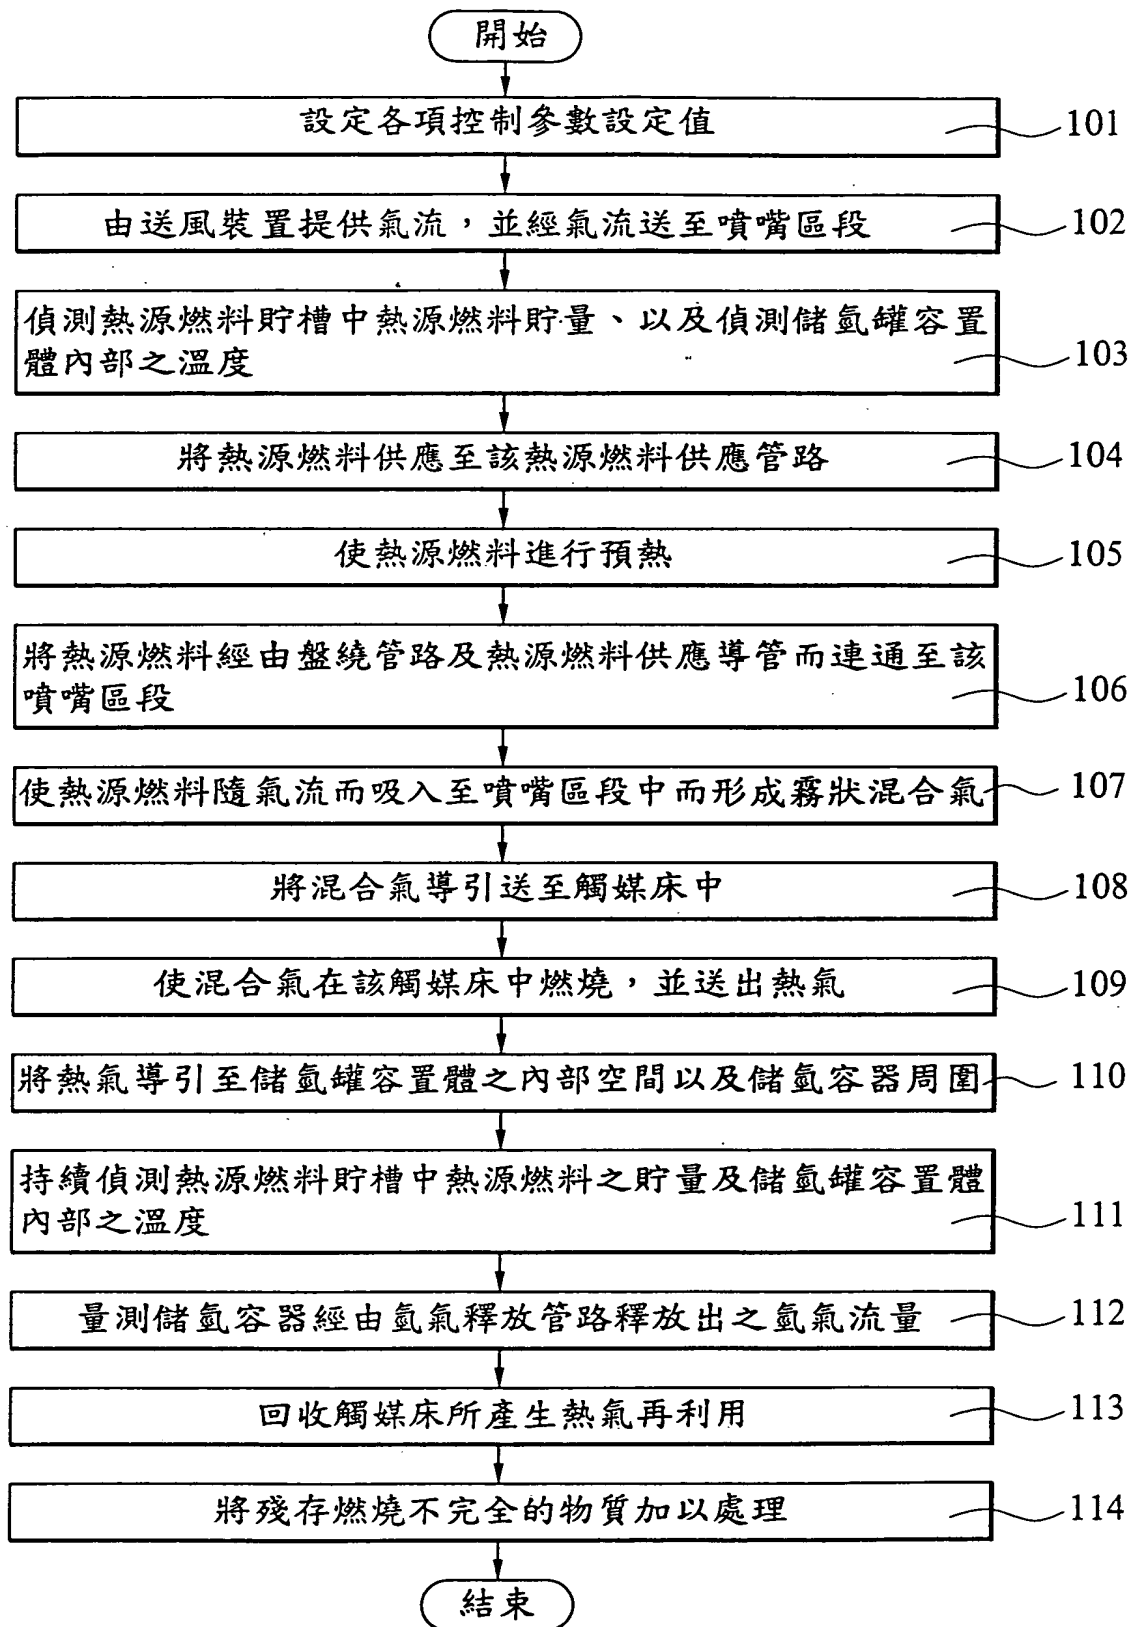 開始
設定各項控制參數設定值
101
由送風裝置提供氣流，並經氣流送至噴嘴區段
102
偵測熱源燃料貯槽中熱源燃料貯量、以及偵測儲氫罐容置
體內部之溫度
103
將熱源燃料供應至該熱源燃料供應管路
104
使熱源燃料進行預熱
105
將熱源燃料經由盤繞管路及熱源燃料供應導管而連通至該
噴嘴區段
106
使熱源燃料隨氣流而吸入至噴嘴區段中而形成霧狀混合氣
107
將混合氣導引送至觸媒床中
108
使混合氣在該觸媒床中燃燒，並送出熱氣
109
將熱氣導引至儲氫罐容置體之內部空間以及儲氫容器周圍
110
持續偵測熱源燃料貯槽中熱源燃料之貯量及儲氫罐容置體
內部之溫度
111
量測儲氫容器經由氫氣釋放管路釋放出之氫氣流量
112
回收觸媒床所產生熱氣再利用
113
將殘存燃燒不完全的物質加以處理
114
結束